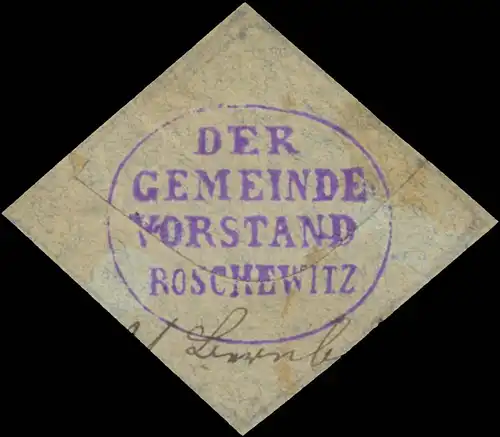 DER
GEMEINDE
VORSTAND
ROSCHEWITZ